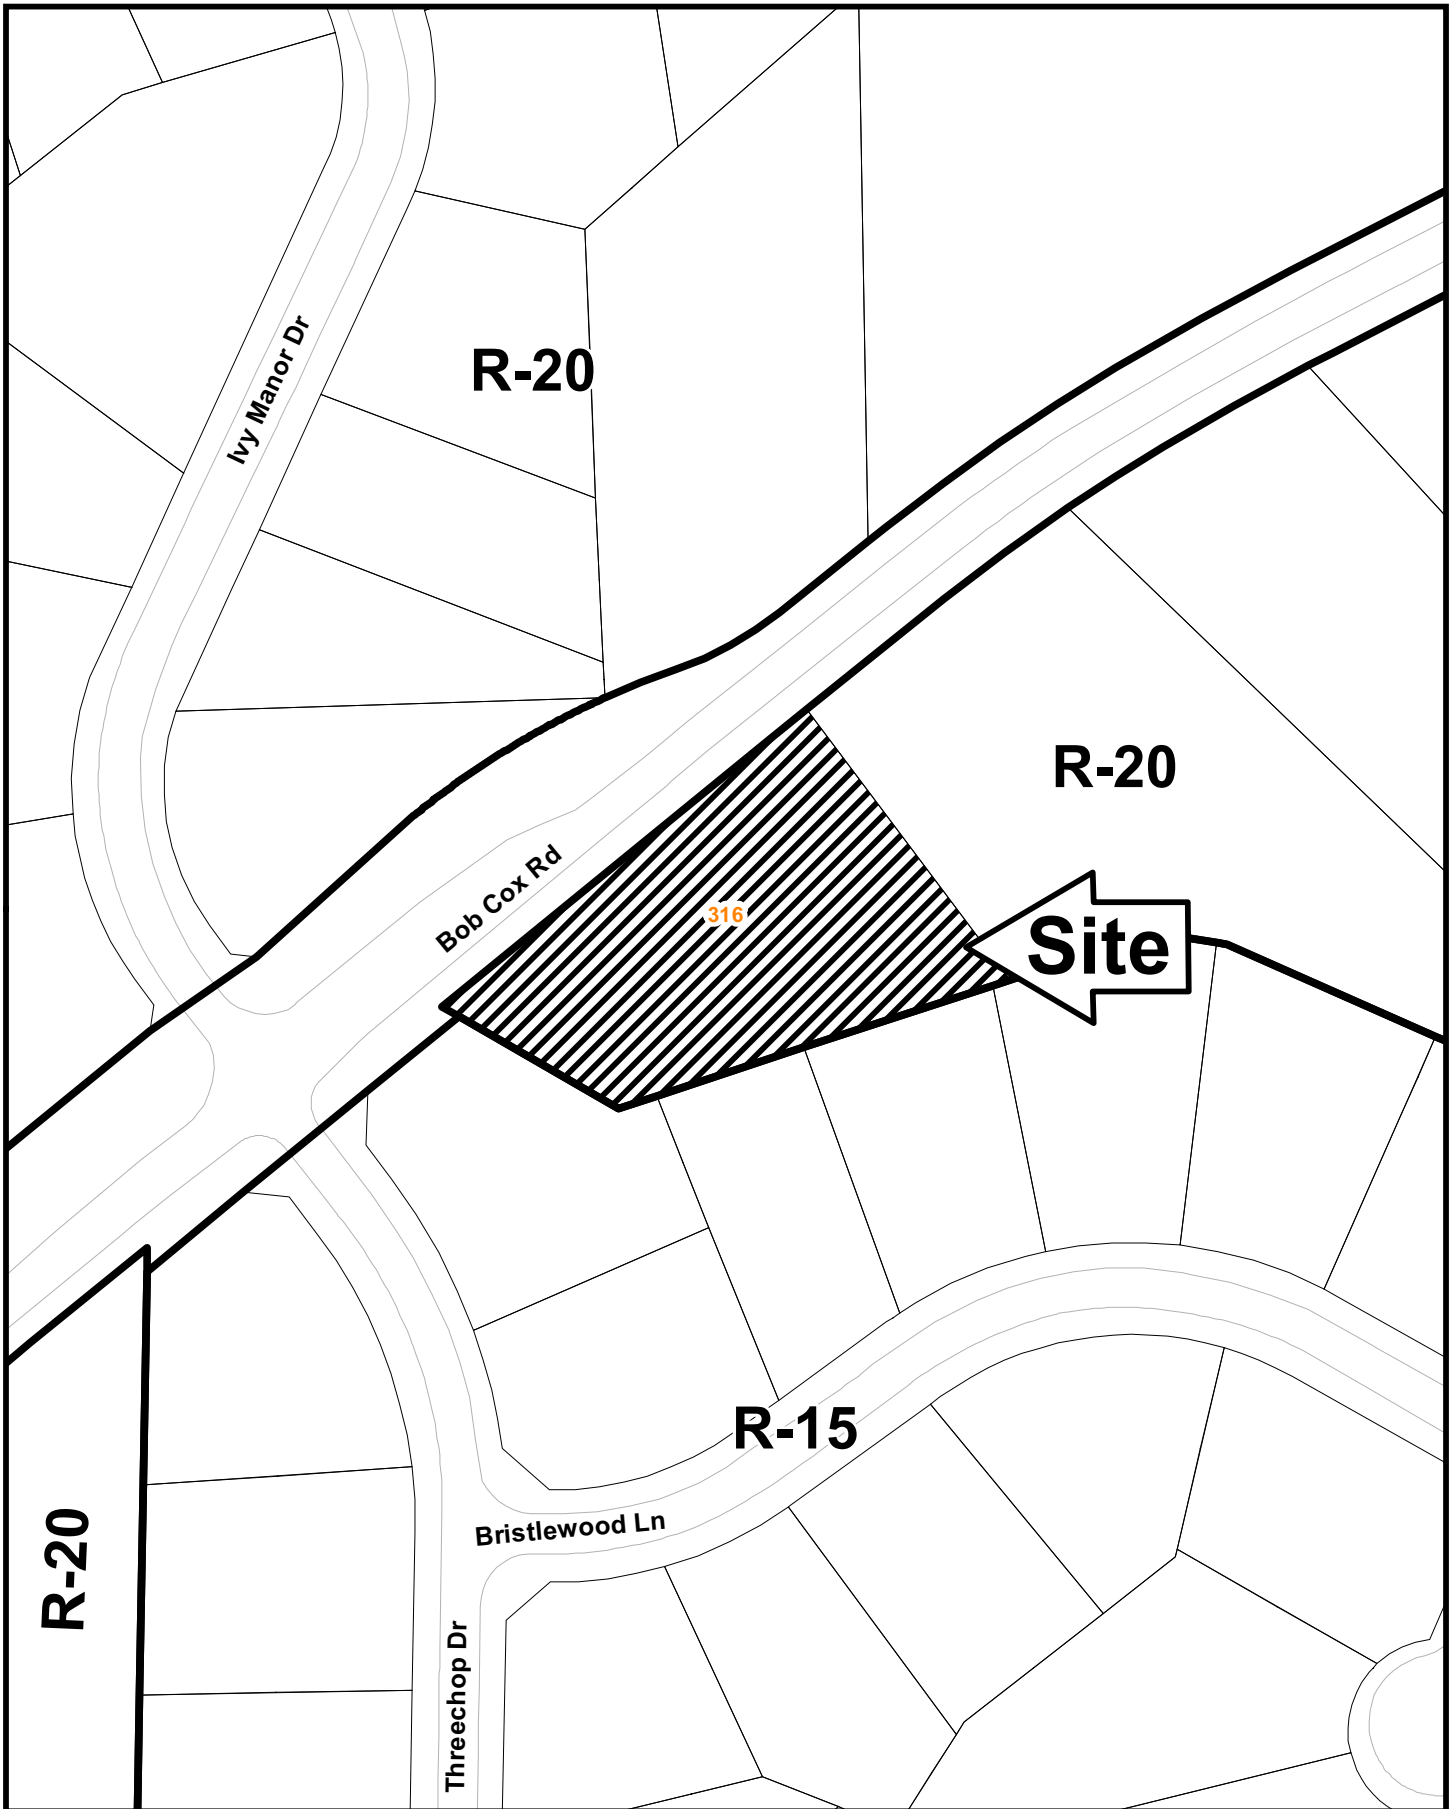 Ivy Manor Dr
R-20
R-20
Bob Cox Rd
316
Site
R-15
Bristlewood Ln
R-20
Threechop Dr